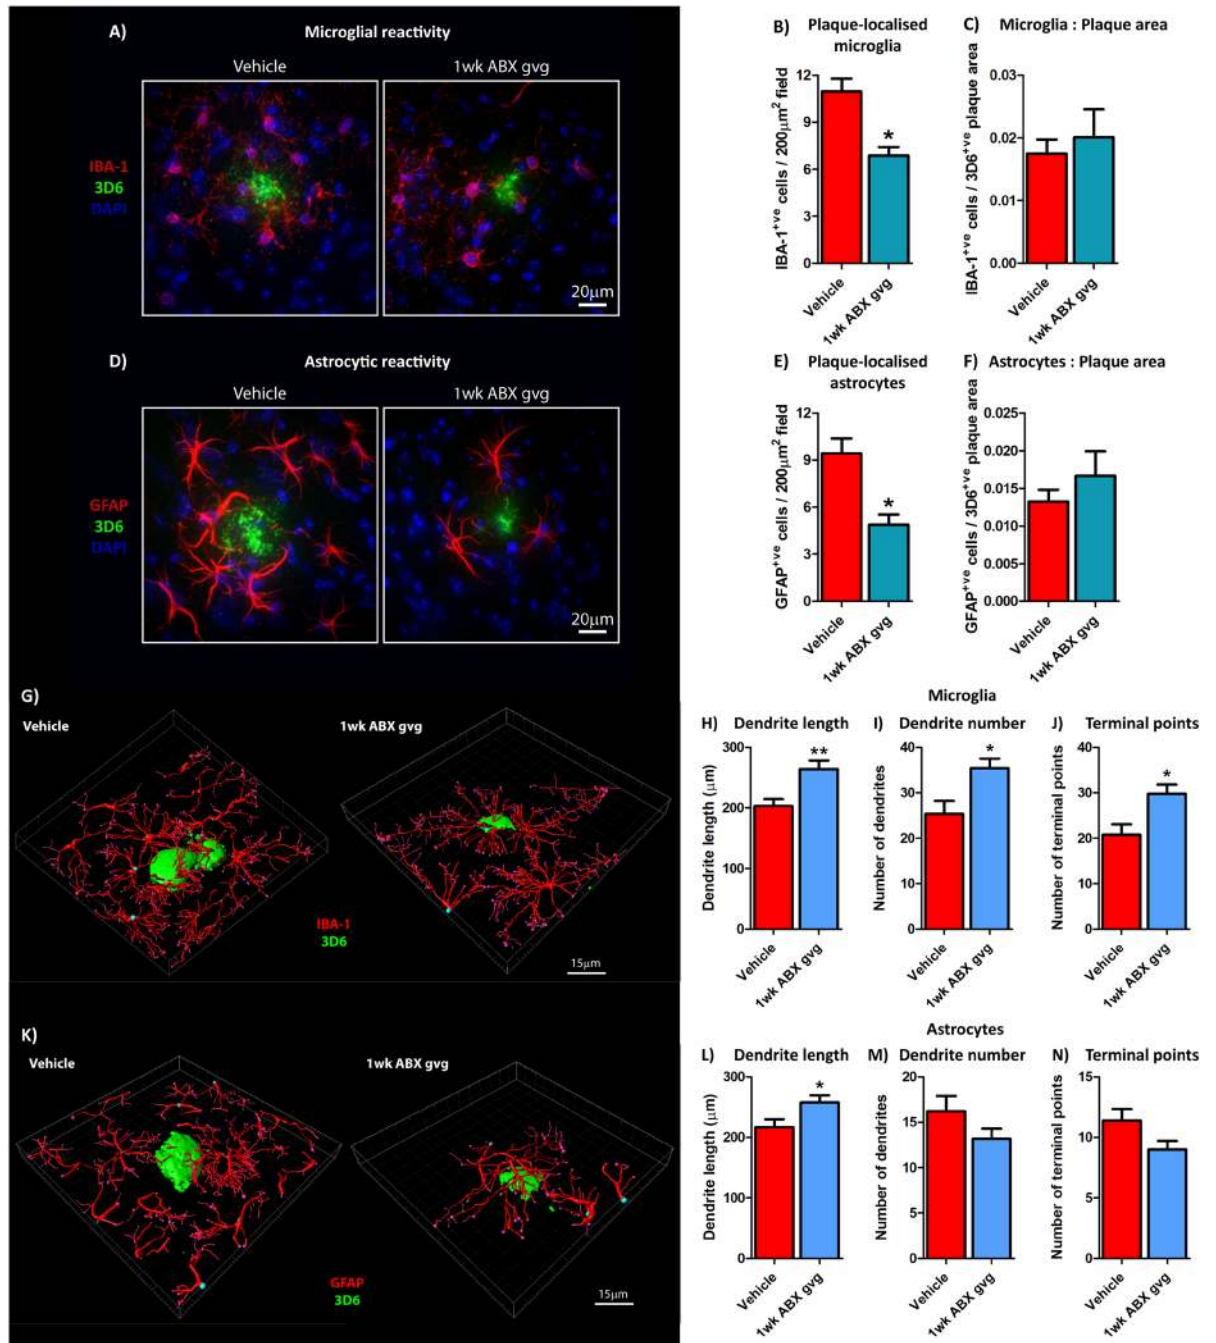 A)
Microglial reactivity
Vehicle
1wk ABX gvg
IBA-1
3D6
DAPI
20μm
B) Plaque-localised
microglia
IBA-1+ve cells / 200μm2 field
12
9
6
3
0
*
Vehicle
1wk ABX gvg
C) Microglia : Plaque area
IBA-1+ve cells / 3D6+ve plaque area
0.03
0.02
0.01
0.00
Vehicle
1wk ABX gvg
D)
Astrocytic reactivity
Vehicle
1wk ABX gvg
GFAP
3D6
DAPI
20μm
E) Plaque-localised
astrocytes
GFAP+ve cells / 200μm2 field
12
9
6
3
0
*
Vehicle
1wk ABX gvg
F) Astrocytes : Plaque area
GFAP+ve cells / 3D6+ve plaque area
0.025
0.020
0.015
0.010
0.005
0.000
Vehicle
1wk ABX gvg
G)
Vehicle
1wk ABX gvg
IBA-1
3D6
15μm
Microglia
H) Dendrite length
Dendrite length (μm)
300
200
100
0
**
Vehicle
1wk ABX gvg
I) Dendrite number
Number of dendrites
40
30
20
10
0
*
Vehicle
1wk ABX gvg
J) Terminal points
Number of terminal points
40
30
20
10
0
*
Vehicle
1wk ABX gvg
K)
Vehicle
1wk ABX gvg
GFAP
3D6
15μm
Astrocytes
L) Dendrite length
Dendrite length (μm)
300
200
100
0
*
Vehicle
1wk ABX gvg
M) Dendrite number
Number of dendrites
20
15
10
5
0
Vehicle
1wk ABX gvg
N) Terminal points
Number of terminal points
15
10
5
0
Vehicle
1wk ABX gvg